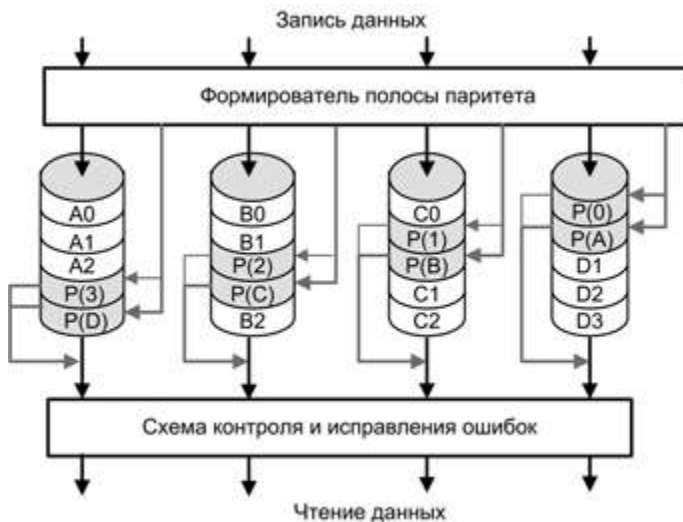 Запись данных
Формирователь полосы паритета
A0 B0 C0 P(0)
A1 B1 P(1) P(A)
A2 P(2) P(B) D1
P(3) P(C) C1 D2
P(D) B2 C2 D3
Схема контроля и исправления ошибок
Чтение данных